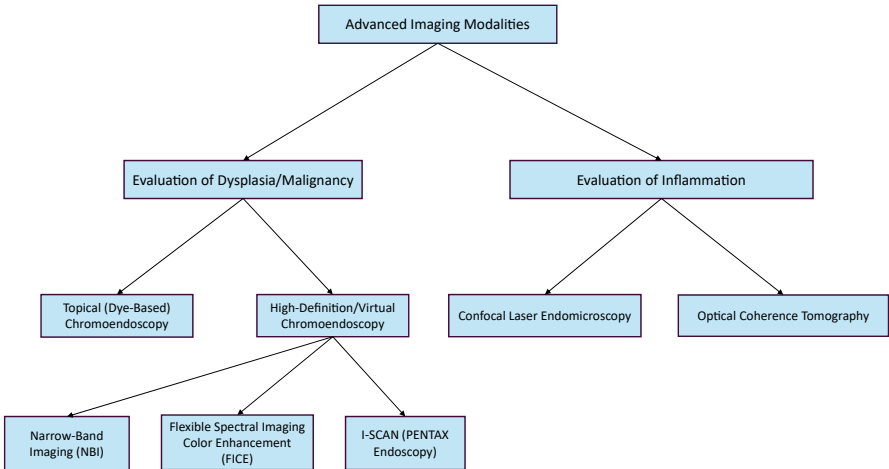 Advanced Imaging Modalities
Evaluation of Dysplasia/Malignancy
Evaluation of Inflammation
Topical (Dye-Based)
Chromoendoscopy
High-Definition/Virtual
Chromoendoscopy
Confocal Laser Endomicroscopy
Optical Coherence Tomography
Narrow-Band
Imaging (NBI)
Flexible Spectral Imaging
Color Enhancement
(FICE)
I-SCAN (PENTAX
Endoscopy)